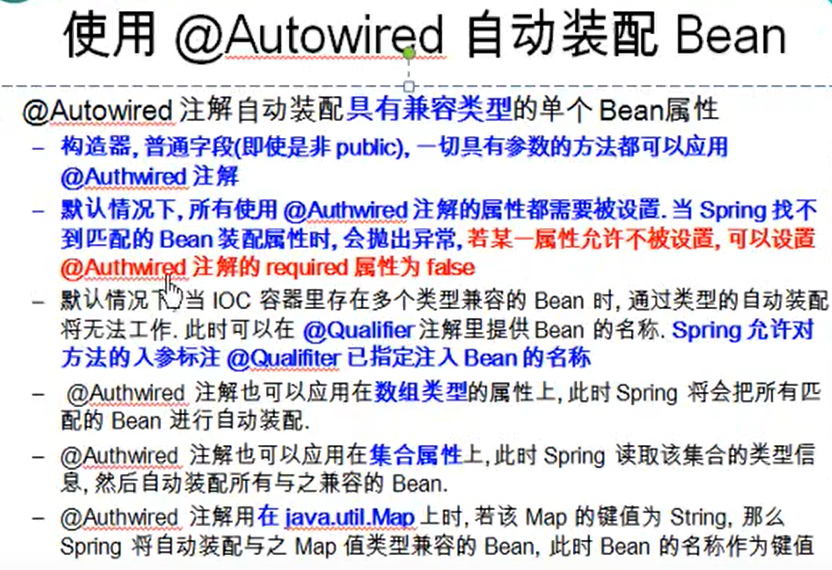 使用 @Autowired 自动装配 Bean
@Autowired 注解自动装配具有兼容类型的单个Bean属性
– 构造器, 普通字段(即使是非 public), 一切具有参数的方法都可以应用
@Authwired 注解
– 默认情况下, 所有使用 @Authwired 注解的属性都需要被设置. 当 Spring 找不
到匹配的 Bean 装配属性时, 会抛出异常, 若某一属性允许不被设置, 可以设置
@Authwired 注解的 required 属性为 false
– 默认情况下, 当 IOC 容器里存在多个类型兼容的 Bean 时, 通过类型的自动装配
将无法工作. 此时可以在 @Qualifier 注解里提供 Bean 的名称. Spring 允许对
方法的入参标注 @Qualifiter 已指定注入 Bean 的名称
– @Authwired 注解也可以应用在数组类型的属性上, 此时 Spring 将会把所有匹
配的 Bean 进行自动装配.
– @Authwired 注解也可以应用在集合属性上, 此时 Spring 读取该集合的类型信
息, 然后自动装配所有与之兼容的 Bean.
– @Authwired 注解用在 java.util.Map 上时, 若该 Map 的键值为 String, 那么
Spring 将自动装配与之 Map 值类型兼容的 Bean, 此时 Bean 的名称作为键值